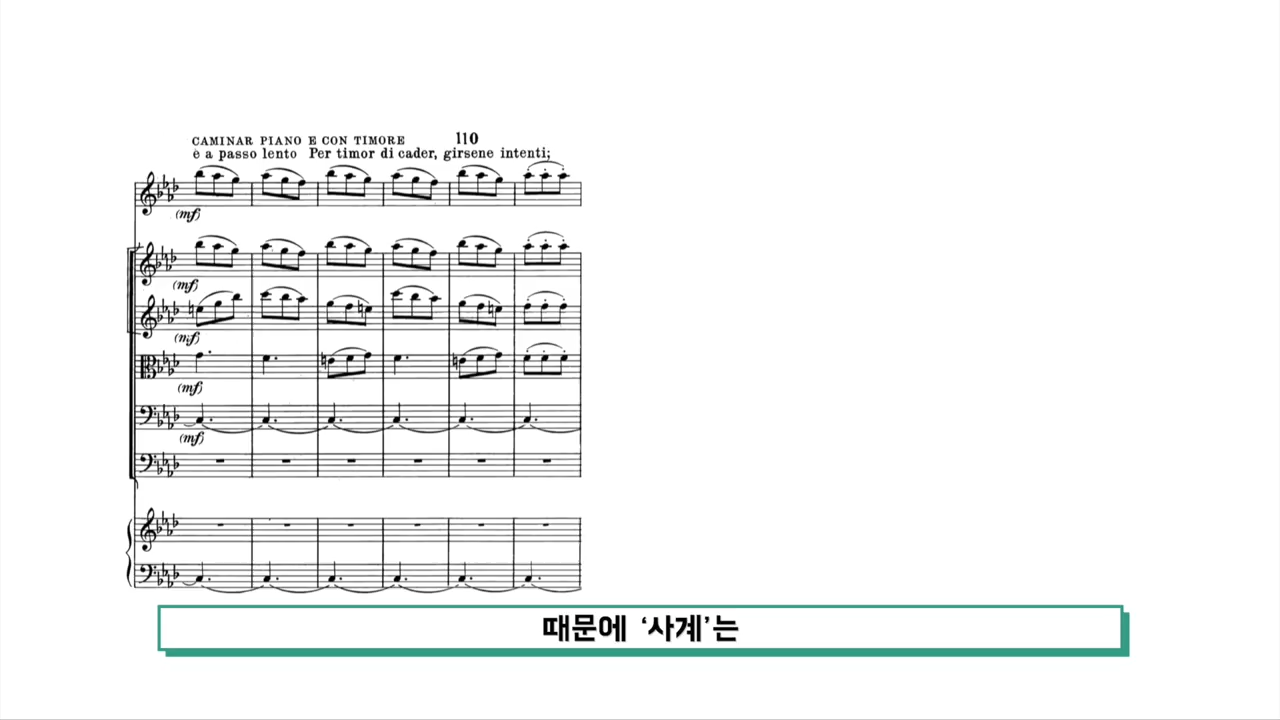 CAMINAR PIANO E CON TIMORE 110
e a passo lento Per timor di cader, girsene intenti;
(mf)
(mf)
(mf)
(mf)
(mf)
때문에 ‘사계’는